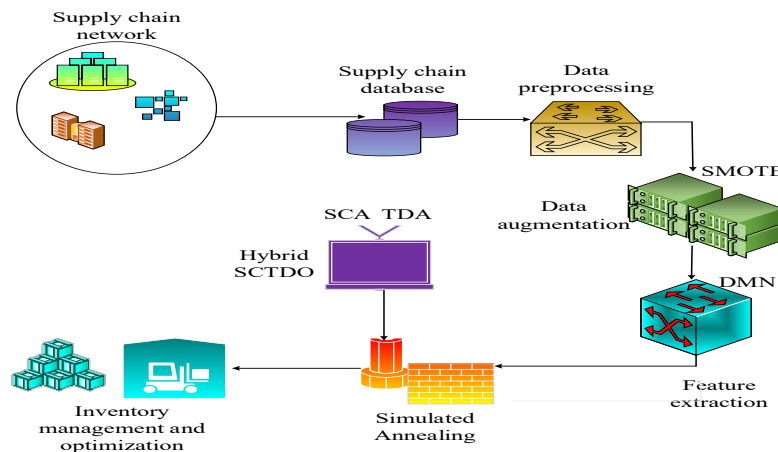 Supply chain
network
Supply chain
database
Data
preprocessing
SMOTE
Data
augmentation
DMN
Feature
extraction
SCA TDA
Hybrid
SCTDO
Simulated
Annealing
Inventory
management and
optimization